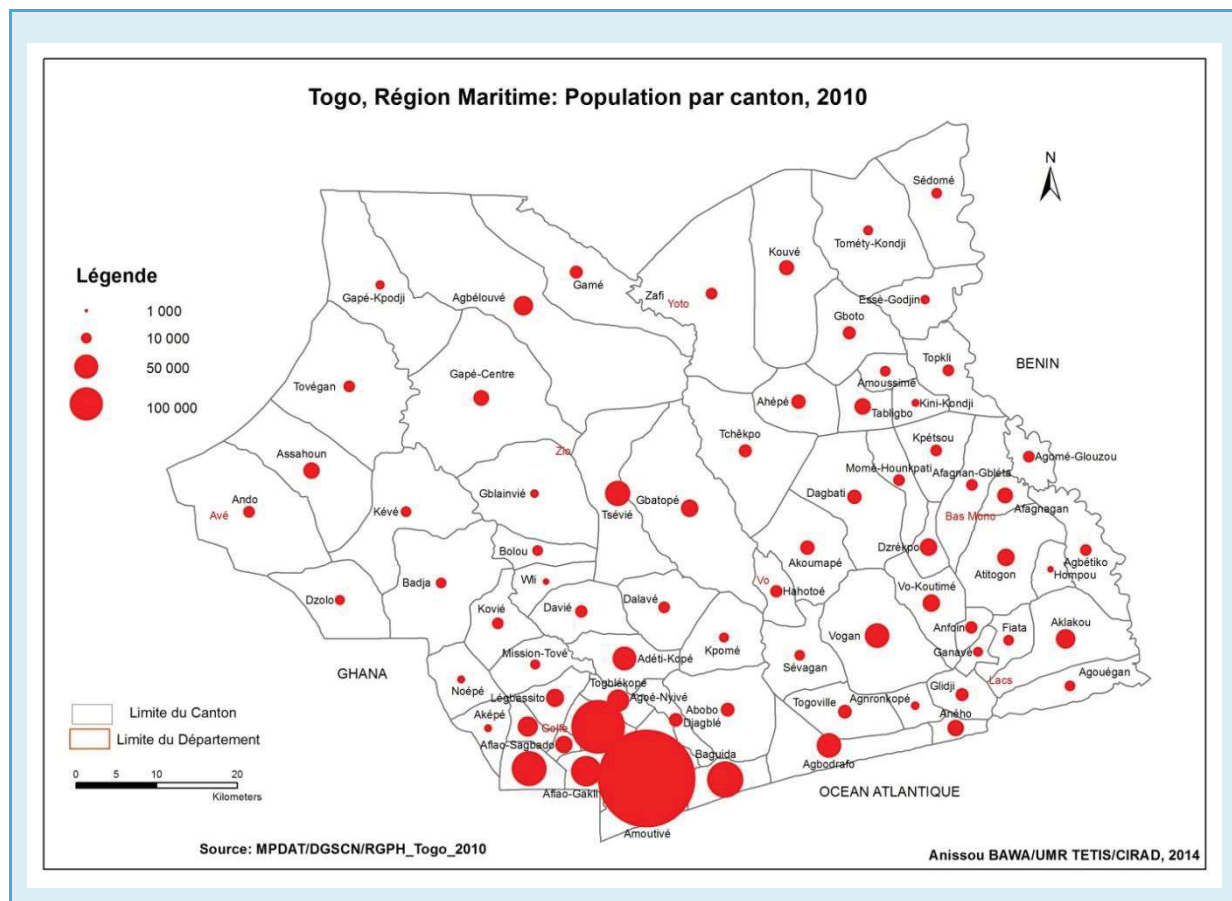 Togo, Région Maritime: Population par canton, 2010
N
Sédomé
Tométy-Kondji
Kouvé
Gamé
Zafi
Yoto
Essè-Godjin
Légende
1 000
10 000
50 000
100 000
Gapé-Kpodji
Agbélouvé
Gboto
Topkli
BENIN
Tovégan
Gapé-Centre
Amoussimé
Ahépé
Tabligbo
Kini-Kondji
Tchêkpo
Kpétsou
Zio
Assahoun
Agomé-Glouzou
Momé-Hounkpati
Afagnan-Gbléta
Gblainvié
Ando
Avé
Kévé
Tsévié
Gbatopé
Dagbati
Afagnagan
Bas Mono
Bolou
Akoumapé
Dzrékpo
Atitogon
Agbétiko
Hompou
Wli
Badja
Vo
Hahotoé
Vo-Koutimé
Dzolo
Davié
Dalavé
Kovié
Vogan
Anfoin
Fiata
Aklakou
Kpomé
Ganavé
Mission-Tové
Adéti-Kopé
Sévagan
GHANA
Noépé
Togblékopé
Lacs
Agouégan
Légbassito
Agoé-Nyivé
Abobo
Togoville
Agnronkopé
Glidji
Aného
Aképé
Golfe
Djagblé
Aflao-Sagbado
Baguida
Agbodrafo
Aflao-Gakli
OCEAN ATLANTIQUE
Amoutivé
Limite du Canton
Limite du Département
0 5 10 20
Kilometers
Source: MPDAT/DGSCN/RGPH_Togo_2010
Anissou BAWA/UMR TETIS/CIRAD, 2014